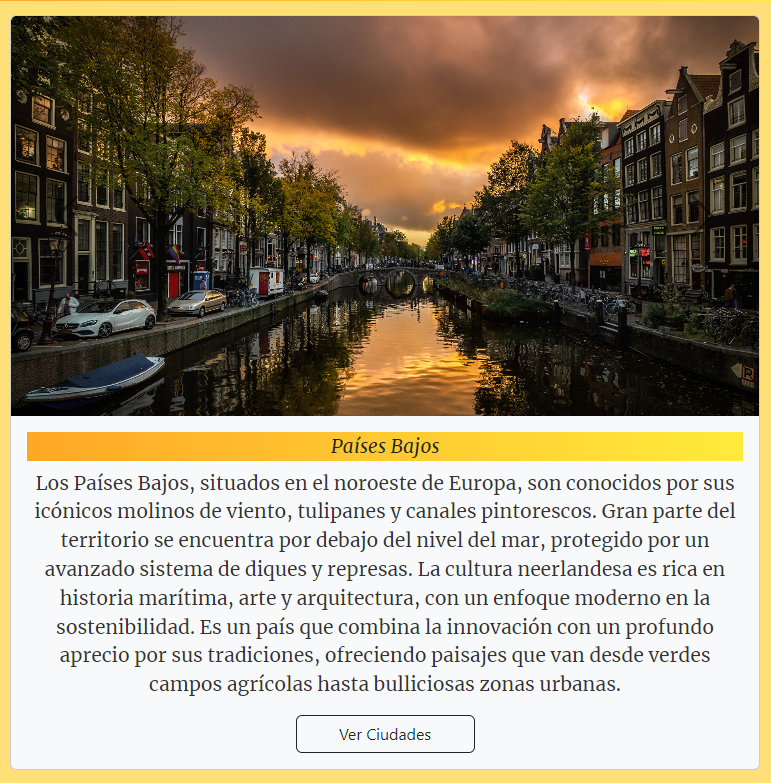 Países Bajos
Los Países Bajos, situados en el noroeste de Europa, son conocidos por sus
icónicos molinos de viento, tulipanes y canales pintorescos. Gran parte del
territorio se encuentra por debajo del nivel del mar, protegido por un
avanzado sistema de diques y represas. La cultura neerlandesa es rica en
historia marítima, arte y arquitectura, con un enfoque moderno en la
sostenibilidad. Es un país que combina la innovación con un profundo
aprecio por sus tradiciones, ofreciendo paisajes que van desde verdes
campos agrícolas hasta bulliciosas zonas urbanas.
Ver Ciudades